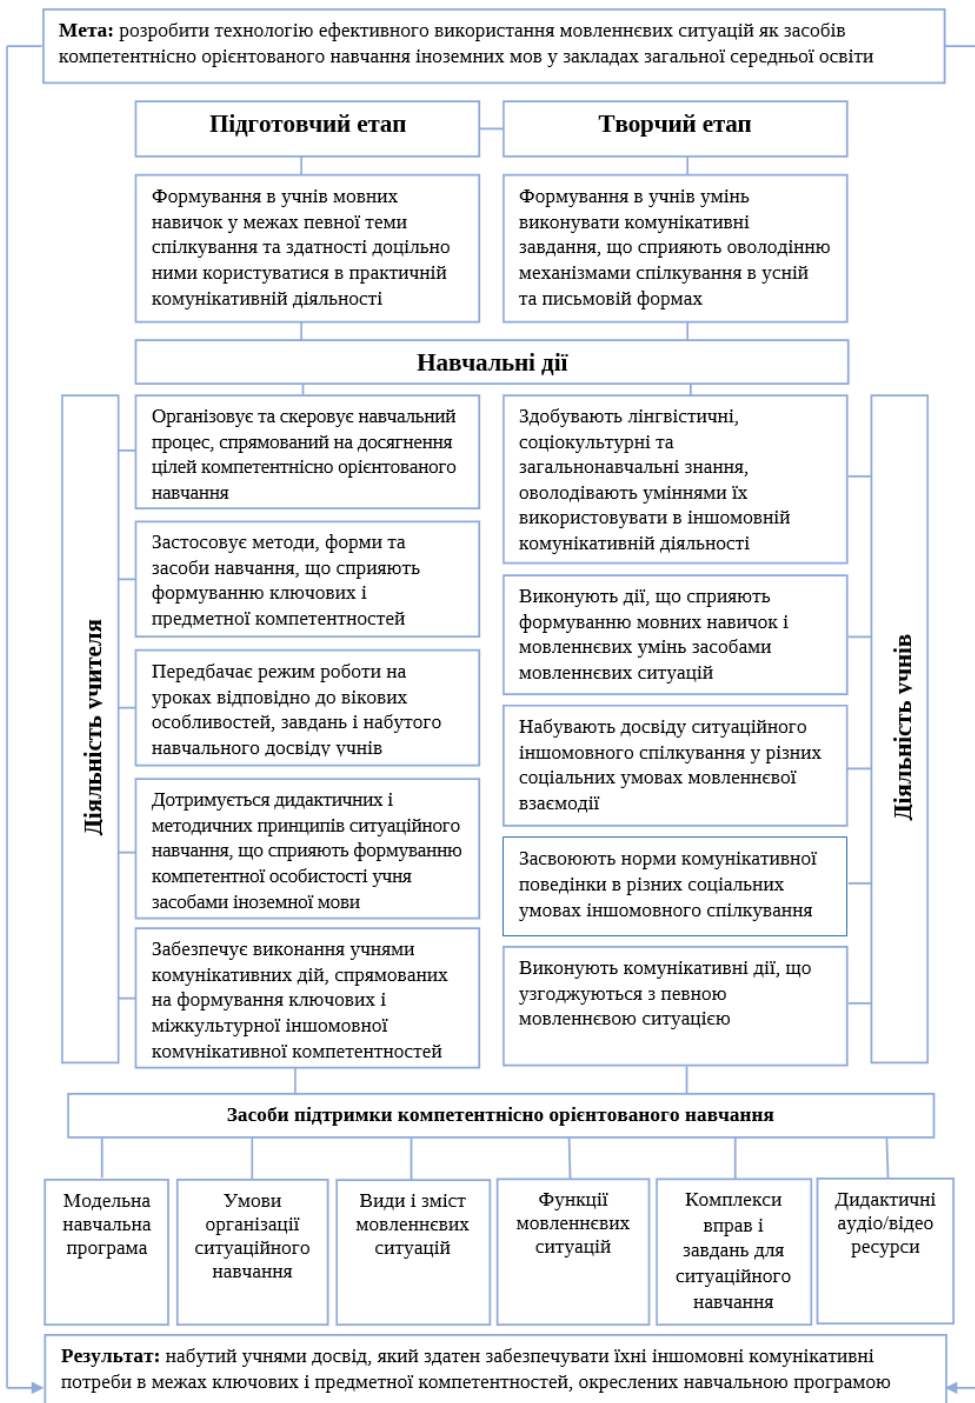 Мета: розробити технологію ефективного використання мовленнєвих ситуацій як засобів
компетентнісно орієнтованого навчання іноземних мов у закладах загальної середньої освіти
Підготовчий етап
Творчий етап
Формування в учнів мовних
навичок у межах певної теми
спілкування та здатності доцільно
ними користуватися в практичній
комунікативній діяльності
Формування в учнів умінь
виконувати комунікативні
завдання, що сприяють оволодінню
механізмами спілкування в усній
та письмовій формах
Навчальні дії
Діяльність учителя
Організовує та скеровує навчальний
процес, спрямований на досягнення
цілей компетентнісно орієнтованого
навчання
Застосовує методи, форми та
засоби навчання, що сприяють
формуванню ключових і
предметної компетентностей
Передбачає режим роботи на
уроках відповідно до вікових
особливостей, завдань і набутого
навчального досвіду учнів
Дотримується дидактичних і
методичних принципів ситуаційного
навчання, що сприяють формуванню
компетентної особистості учня
засобами іноземної мови
Забезпечує виконання учнями
комунікативних дій, спрямованих
на формування ключових і
міжкультурної іншомовної
комунікативної компетентностей
Здобувають лінгвістичні,
соціокультурні та
загальнонавчальні знання,
оволодівають уміннями їх
використовувати в іншомовній
комунікативній діяльності
Виконують дії, що сприяють
формуванню мовних навичок і
мовленнєвих умінь засобами
мовленнєвих ситуацій
Набувають досвіду ситуаційного
іншомовного спілкування у різних
соціальних умовах мовленнєвої
взаємодії
Засвоюють норми комунікативної
поведінки в різних соціальних
умовах іншомовного спілкування
Виконують комунікативні дії, що
узгоджуються з певною
мовленнєвою ситуацією
Діяльність учнів
Засоби підтримки компетентнісно орієнтованого навчання
Модельна
навчальна
програма
Умови
організації
ситуаційного
навчання
Види і зміст
мовленнєвих
ситуацій
Функції
мовленнєвих
ситуацій
Комплекси
вправ і
завдань для
ситуаційного
навчання
Дидактичні
аудіо/відео
ресурси
Результат: набутий учнями досвід, який здатен забезпечувати їхні іншомовні комунікативні
потреби в межах ключових і предметної компетентностей, окреслених навчальною програмою